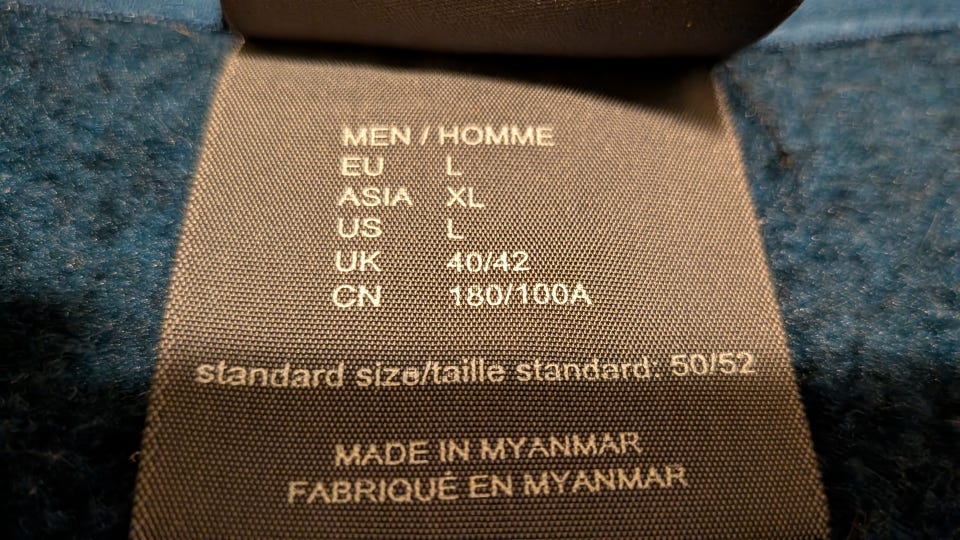 MEN / HOMME
EU L
ASIA XL
US L
UK 40/42
CN 180/100A
standard size/taille standard: 50/52
MADE IN MYANMAR
FABRIQUÉ EN MYANMAR